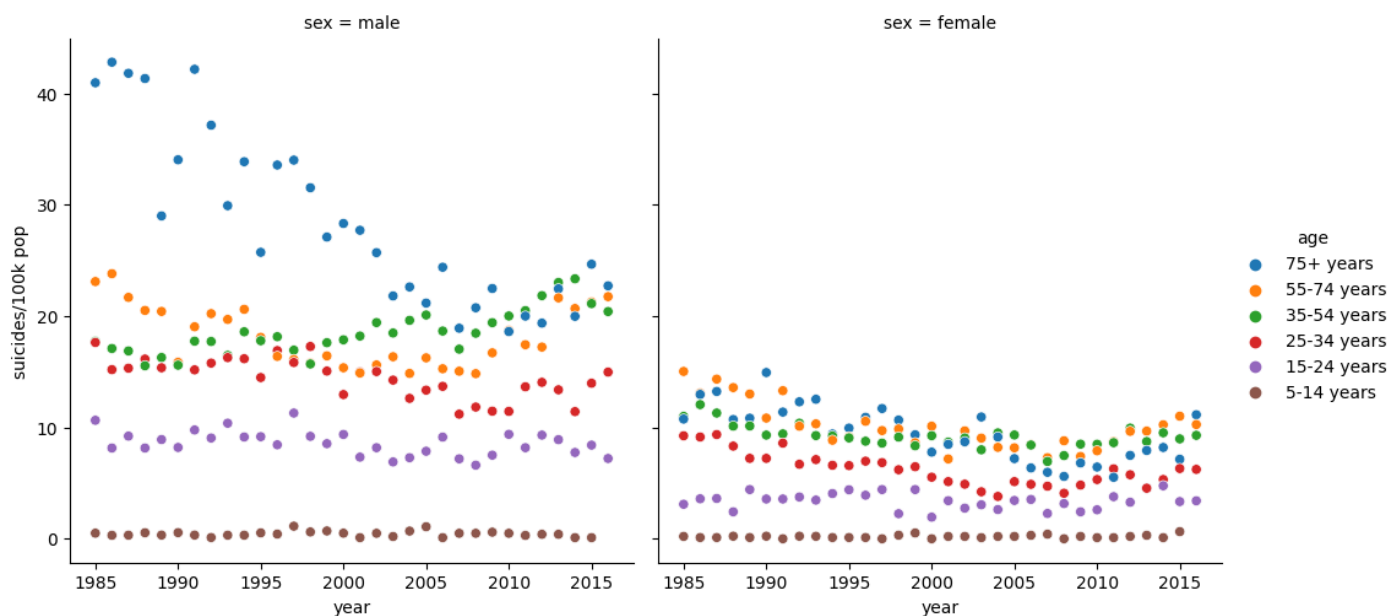 sex = male
sex = female
suicides/100k pop
40
30
20
10
0
1985 1990 1995 2000 2005 2010 2015
year
1985 1990 1995 2000 2005 2010 2015
year
age
75+ years
55-74 years
35-54 years
25-34 years
15-24 years
5-14 years